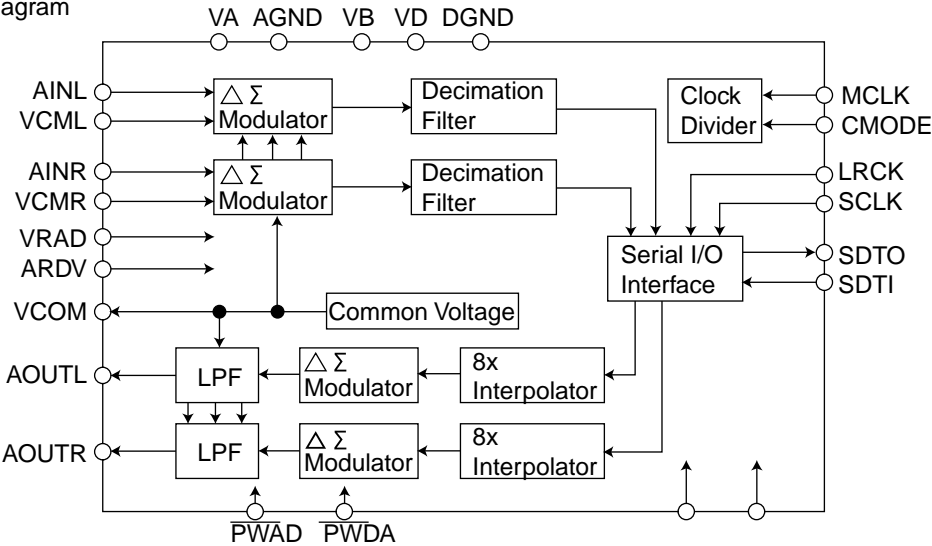 agram
VA AGND VB VD DGND
AINL
VCML
AINR
VCMR
VRAD
ARDV
VCOM
AOUTL
AOUTR
△ Σ
Modulator
Decimation
Filter
△ Σ
Modulator
Decimation
Filter
Clock
Divider
MCLK
CMODE
LRCK
SCLK
SDTO
SDTI
Serial I/O
Interface
Common Voltage
LPF
△ Σ
Modulator
8x
Interpolator
LPF
△ Σ
Modulator
8x
Interpolator
PWAD PWDA